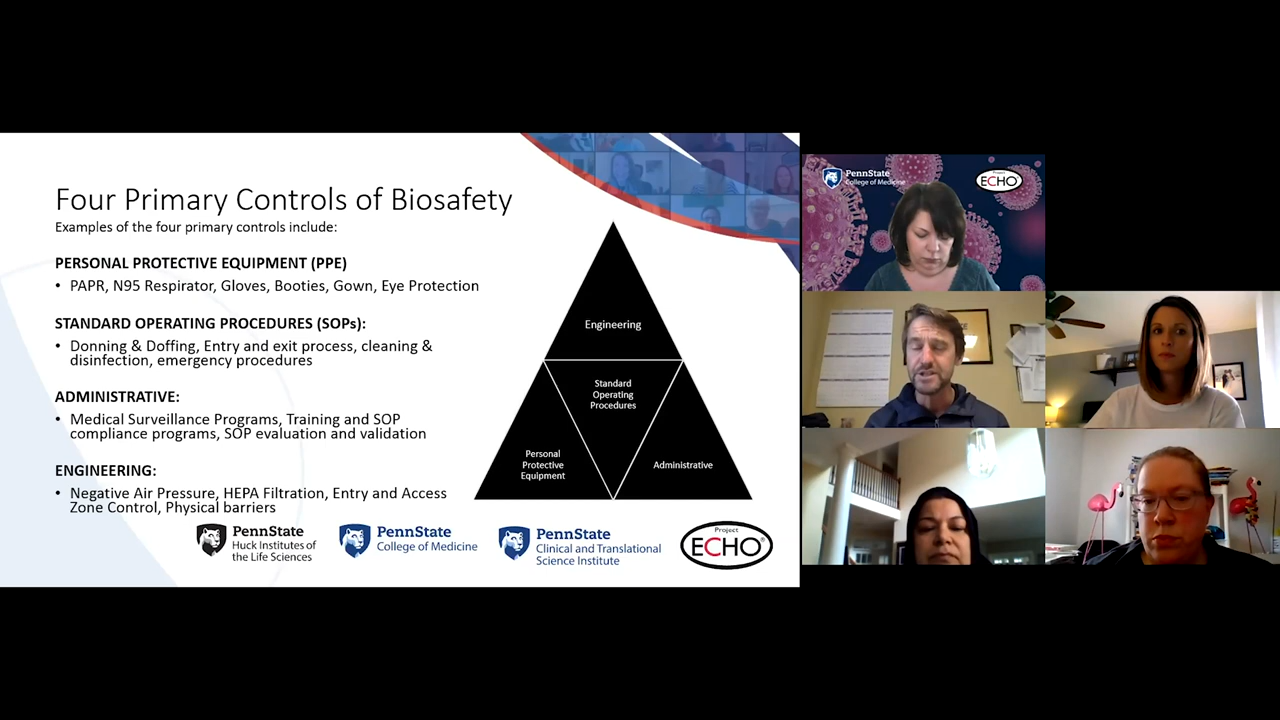 Four Primary Controls of Biosafety
Examples of the four primary controls include:
PERSONAL PROTECTIVE EQUIPMENT (PPE)
• PAPR, N95 Respirator, Gloves, Booties, Gown, Eye Protection
STANDARD OPERATING PROCEDURES (SOPs):
• Donning & Doffing, Entry and exit process, cleaning &
disinfection, emergency procedures
ADMINISTRATIVE:
• Medical Surveillance Programs, Training and SOP
compliance programs, SOP evaluation and validation
ENGINEERING:
• Negative Air Pressure, HEPA Filtration, Entry and Access
Zone Control, Physical barriers
Engineering
Standard
Operating
Procedures
Personal
Protective
Equipment
Administrative
PennState
Huck Institutes of
the Life Sciences
PennState
College of Medicine
PennState
Clinical and Translational
Science Institute
Project
ECHO®
PennState
College of Medicine
Project
ECHO